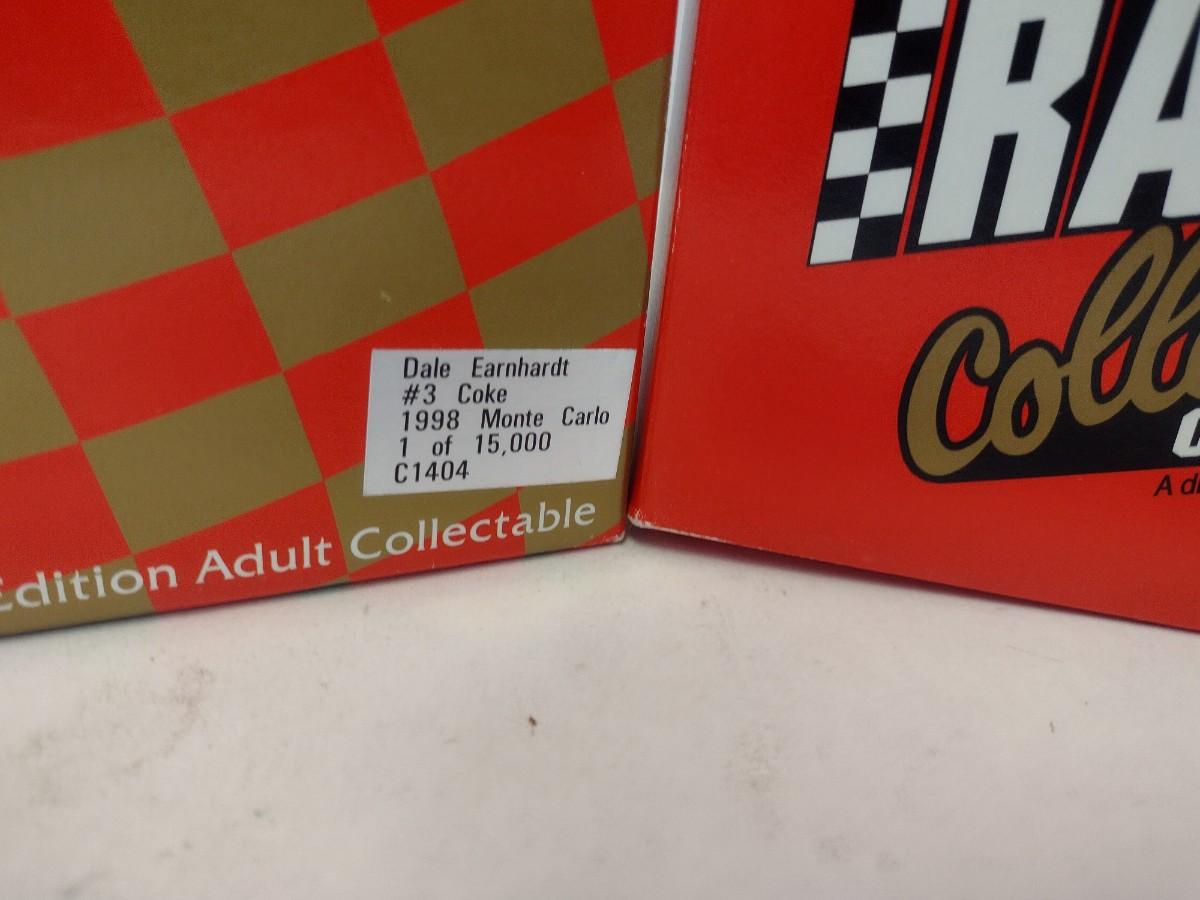 Dale Earnhardt
#3 Coke
1998 Monte Carlo
1 of 15,000
C1404
Edition Adult Collectable